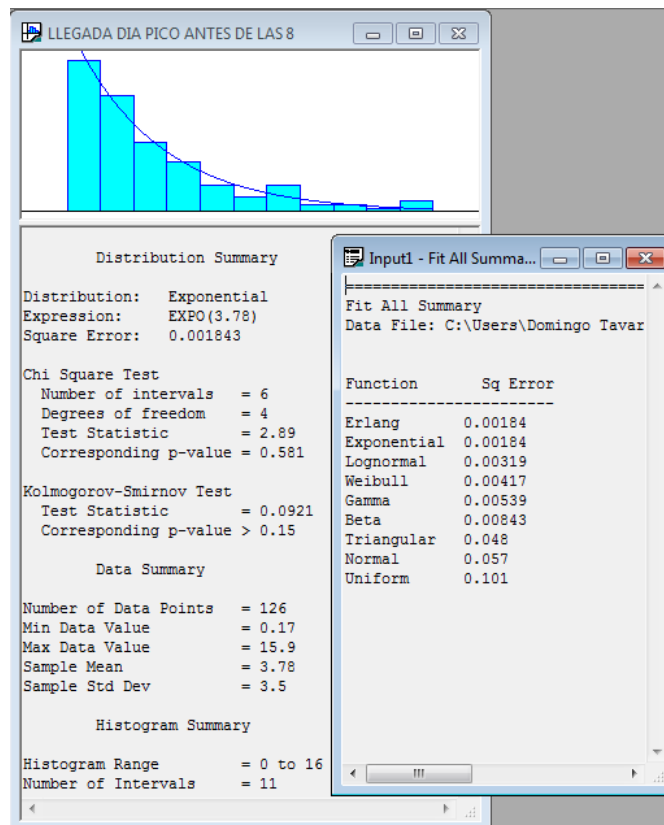 LLEGADA DIA PICO ANTES DE LAS 8
Distribution Summary
Distribution: Exponential
Expression: EXPO(3.78)
Square Error: 0.001843
Chi Square Test
Number of intervals = 6
Degrees of freedom = 4
Test Statistic = 2.89
Corresponding p-value = 0.581
Kolmogorov-Smirnov Test
Test Statistic = 0.0921
Corresponding p-value > 0.15
Data Summary
Number of Data Points = 126
Min Data Value = 0.17
Max Data Value = 15.9
Sample Mean = 3.78
Sample Std Dev = 3.5
Histogram Summary
Histogram Range = 0 to 16
Number of Intervals = 11
Input1 - Fit All Summa...
Fit All Summary
Data File: C:\Users\Domingo Tavar
Function Sq Error
Erlang 0.00184
Exponential 0.00184
Lognormal 0.00319
Weibull 0.00417
Gamma 0.00539
Beta 0.00843
Triangular 0.048
Normal 0.057
Uniform 0.101